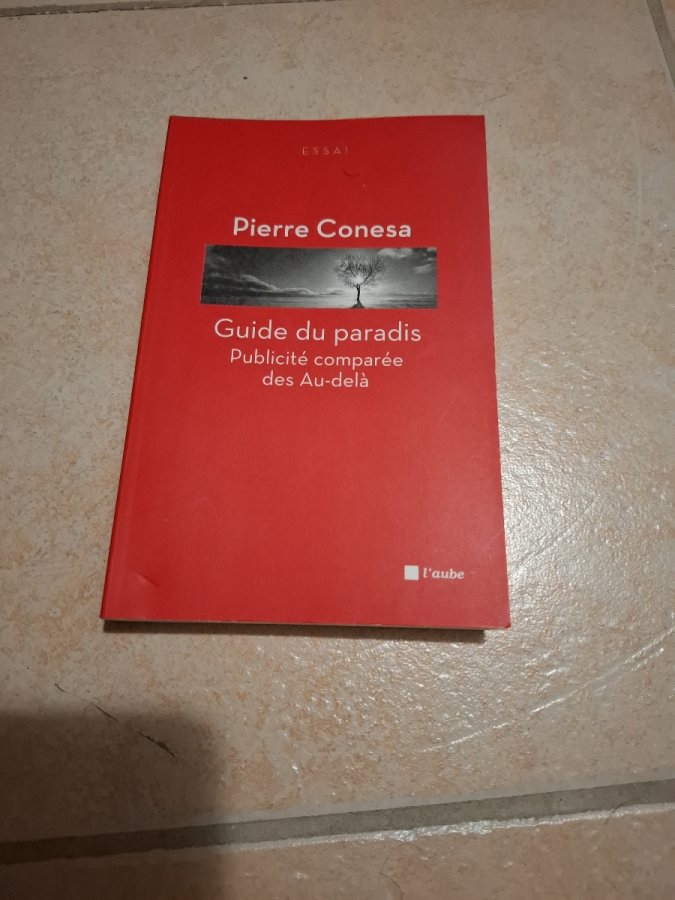 ESSAI
Pierre Conesa
Guide du paradis
Publicité comparée
des Au-delà
l'aube